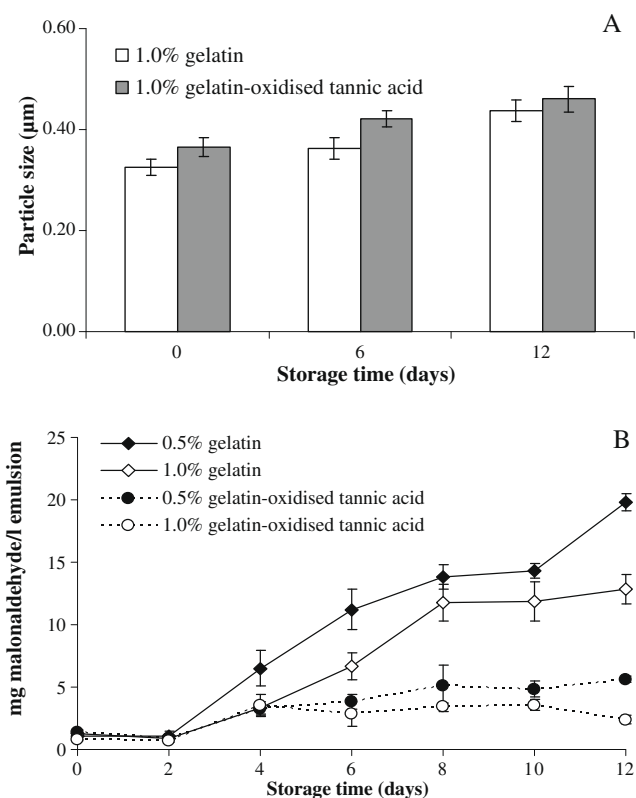 A
1.0% gelatin
1.0% gelatin-oxidised tannic acid
0.60
0.40
0.20
0.00
Particle size (µm)
0 6 12
Storage time (days)
B
0.5% gelatin
1.0% gelatin
0.5% gelatin-oxidised tannic acid
1.0% gelatin-oxidised tannic acid
25
20
15
10
5
0
mg malonaldehyde/l emulsion
0 2 4 6 8 10 12
Storage time (days)